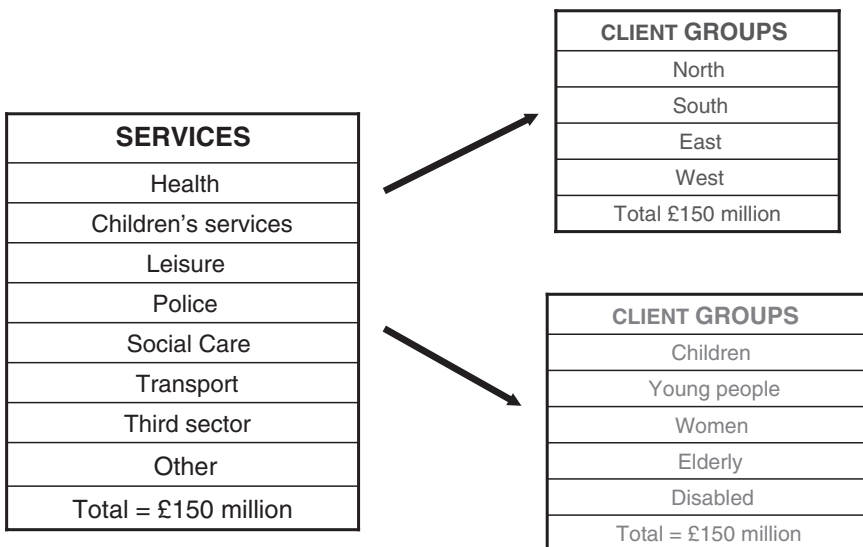 SERVICES
Health
Children's services
Leisure
Police
Social Care
Transport
Third sector
Other
Total = £150 million
CLIENT GROUPS
North
South
East
West
Total £150 million
CLIENT GROUPS
Children
Young people
Women
Elderly
Disabled
Total = £150 million